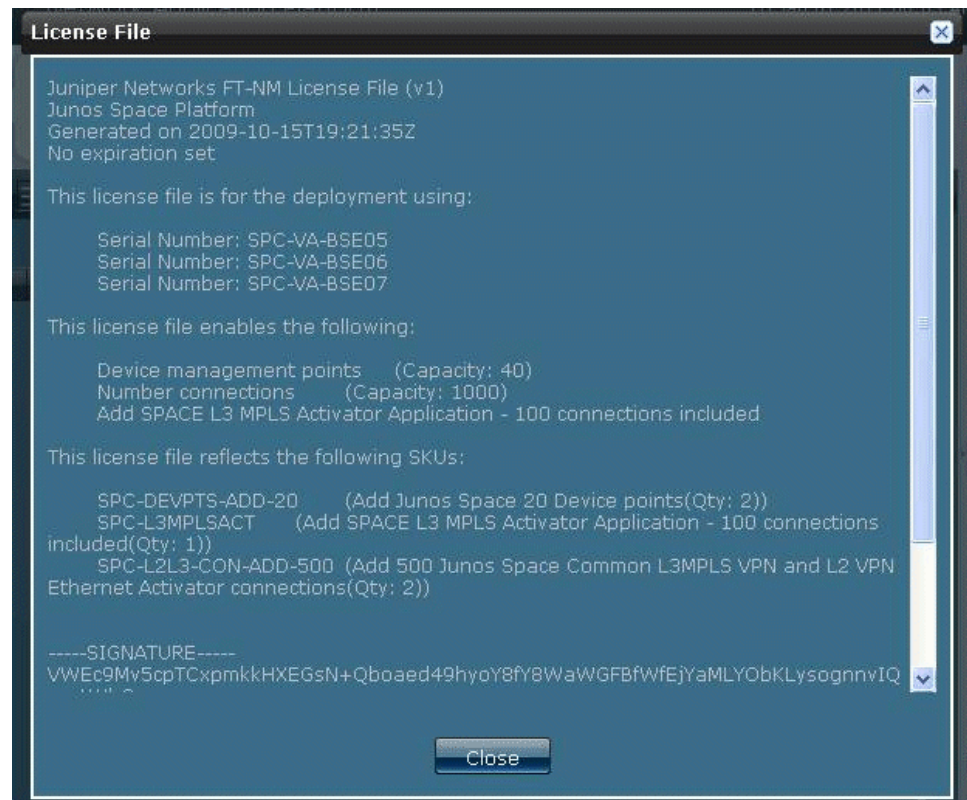 License File
Juniper Networks FT-NM License File (v1)
Junos Space Platform
Generated on 2009-10-15T19:21:35Z
No expiration set
This license file is for the deployment using:
Serial Number: SPC-VA-BSE05
Serial Number: SPC-VA-BSE06
Serial Number: SPC-VA-BSE07
This license file enables the following:
Device management points (Capacity: 40)
Number connections (Capacity: 1000)
Add SPACE L3 MPLS Activator Application - 100 connections included
This license file reflects the following SKUs:
SPC-DEVPTS-ADD-20 (Add Junos Space 20 Device points(Qty: 2))
SPC-L3MPLSACT (Add SPACE L3 MPLS Activator Application - 100 connections
included(Qty: 1))
SPC-L2L3-CON-ADD-500 (Add 500 Junos Space Common L3MPLS VPN and L2 VPN
Ethernet Activator connections(Qty: 2))
-----SIGNATURE-----
VWEc9Mv5cpTCxpmkkHXEGsN+Qboaed49hyoY8fY8WaWGFBfWfEjYaMLYObKLysognnvIQ
Close